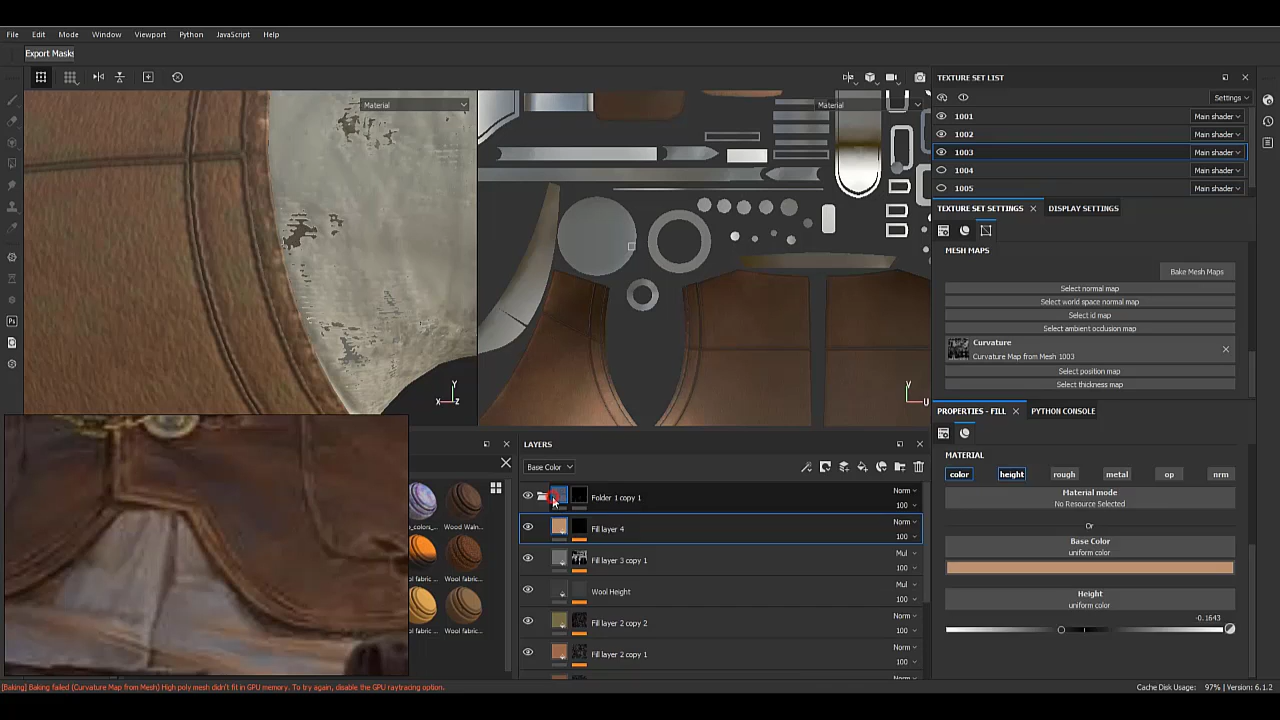 File Edit Mode Window Viewport Python JavaScript Help
Export Masks
Material
Material
TEXTURE SET LIST
Settings
1001 Main shader
1002 Main shader
1003 Main shader
1004 Main shader
1005 Main shader
TEXTURE SET SETTINGS DISPLAY SETTINGS
MESH MAPS
Bake Mesh Maps
Select normal map
Select world space normal map
Select id map
Select ambient occlusion map
Curvature
Curvature Map from Mesh 1003
Select position map
Select thickness map
Y
X Z
V
U
PROPERTIES - FILL PYTHON CONSOLE
MATERIAL
color height rough metal op nrm
Material mode
No Resource Selected
Or
Base Color
uniform color
Height
uniform color
-0.1643
LAYERS
Base Color
Folder 1 copy 1 Norm
100
Fill layer 4 Norm
100
Fill layer 3 copy 1 Mul
100
Wool Height Mul
100
Fill layer 2 copy 2 Norm
100
Fill layer 2 copy 1 Norm
100
Wood Waln...
Wool fabric ...
Wool fabric...
Ps
[Baking] Baking failed (Curvature Map from Mesh) High poly mesh didn't fit in GPU memory. To try again, disable the GPU raytracing option.
Cache Disk Usage: 97% | Version: 6.1.2